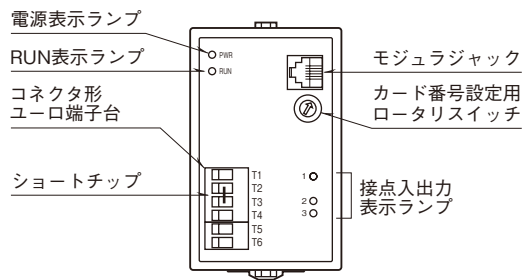 電源表示ランプ
RUN表示ランプ
コネクタ形
ユーロ端子台
ショートチップ
PWR
RUN
T1
T2
T3
T4
T5
T6
1
2
3
モジュラジャック
カード番号設定用
ロータリスイッチ
接点入出力
表示ランプ